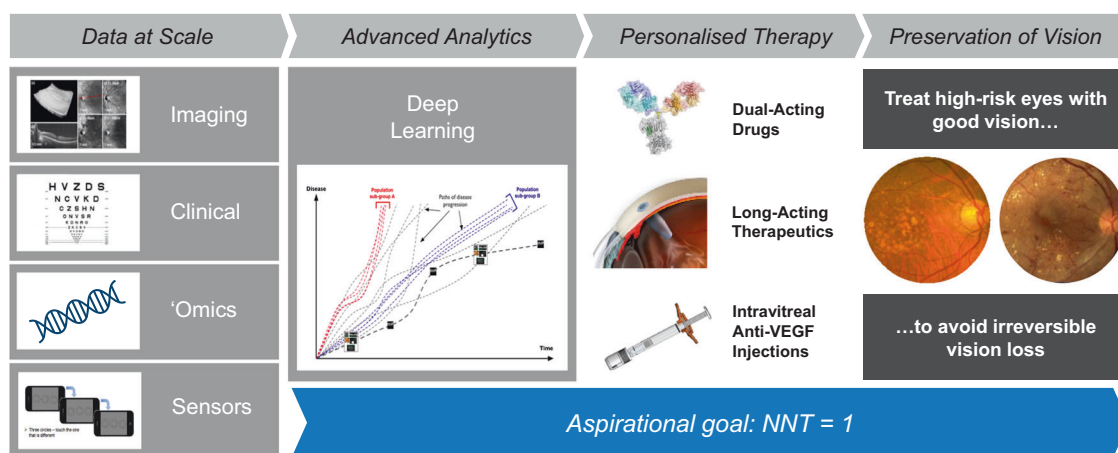 Data at Scale
Advanced Analytics
Personalised Therapy
Preservation of Vision
Imaging
H V Z D S
N C V K D
C Z S H N
O N V S R
K D N R O
Clinical
‘Omics
Three circles – touch the one
that is different
Sensors
Deep
Learning
Disease
Population
sub-group A
Paths of disease
progression
Population
sub-group B
Time
Dual-Acting
Drugs
Long-Acting
Therapeutics
Intravitreal
Anti-VEGF
Injections
Treat high-risk eyes with
good vision…
…to avoid irreversible
vision loss
Aspirational goal: NNT = 1